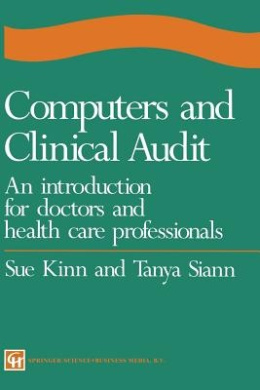 Computers and
Clinical Audit
An introduction
for doctors and
health care professionals
Sue Kinn and Tanya Siann
SPRINGER SCIENCE+BUSINESS MEDIA, B.V.